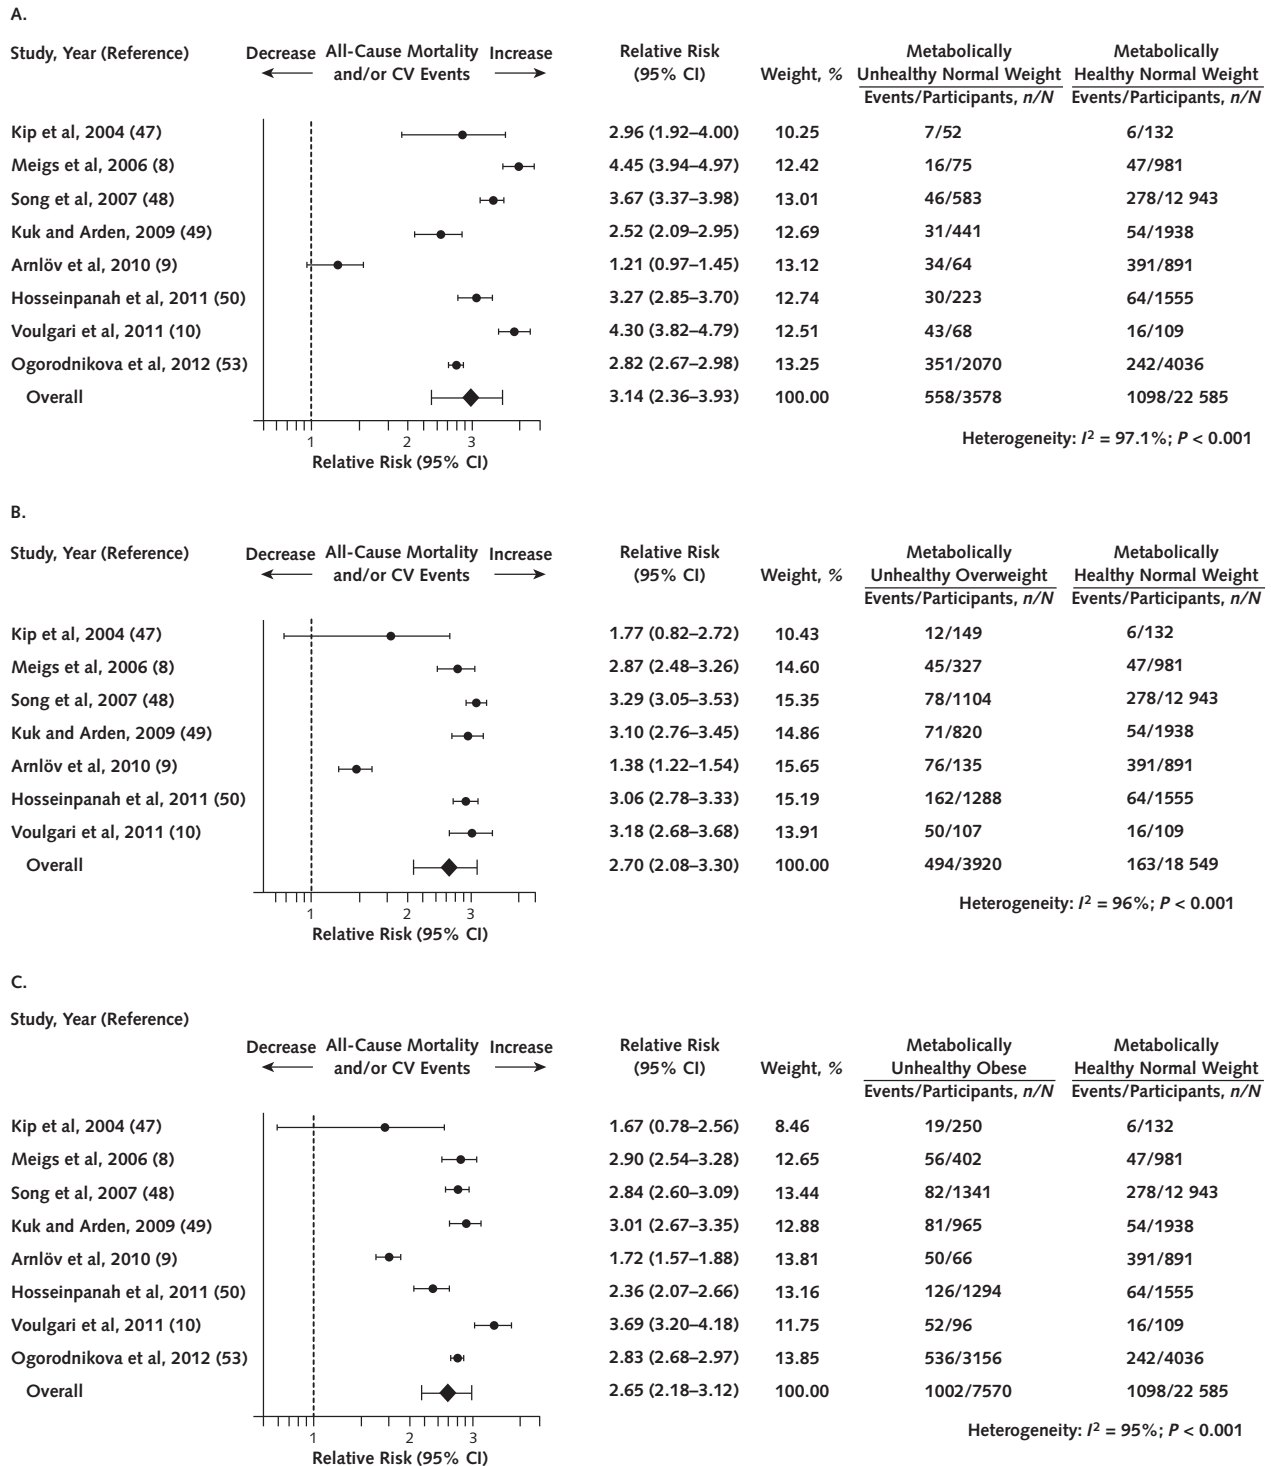 A.
Study, Year (Reference) Decrease All-Cause Mortality and/or CV Events Increase Relative Risk (95% CI) Weight, % Metabolically Unhealthy Normal Weight Events/Participants, n/N Metabolically Healthy Normal Weight Events/Participants, n/N
Kip et al, 2004 (47) 2.96 (1.92–4.00) 10.25 7/52 6/132
Meigs et al, 2006 (8) 4.45 (3.94–4.97) 12.42 16/75 47/981
Song et al, 2007 (48) 3.67 (3.37–3.98) 13.01 46/583 278/12 943
Kuk and Arden, 2009 (49) 2.52 (2.09–2.95) 12.69 31/441 54/1938
Arnlöv et al, 2010 (9) 1.21 (0.97–1.45) 13.12 34/64 391/891
Hosseinpanah et al, 2011 (50) 3.27 (2.85–3.70) 12.74 30/223 64/1555
Voulgari et al, 2011 (10) 4.30 (3.82–4.79) 12.51 43/68 16/109
Ogorodnikova et al, 2012 (53) 2.82 (2.67–2.98) 13.25 351/2070 242/4036
Overall 3.14 (2.36–3.93) 100.00 558/3578 1098/22 585
1 2 3
Heterogeneity: I² = 97.1%; P < 0.001
Relative Risk (95% CI)
B.
Study, Year (Reference) Decrease All-Cause Mortality and/or CV Events Increase Relative Risk (95% CI) Weight, % Metabolically Unhealthy Overweight Events/Participants, n/N Metabolically Healthy Normal Weight Events/Participants, n/N
Kip et al, 2004 (47) 1.77 (0.82–2.72) 10.43 12/149 6/132
Meigs et al, 2006 (8) 2.87 (2.48–3.26) 14.60 45/327 47/981
Song et al, 2007 (48) 3.29 (3.05–3.53) 15.35 78/1104 278/12 943
Kuk and Arden, 2009 (49) 3.10 (2.76–3.45) 14.86 71/820 54/1938
Arnlöv et al, 2010 (9) 1.38 (1.22–1.54) 15.65 76/135 391/891
Hosseinpanah et al, 2011 (50) 3.06 (2.78–3.33) 15.19 162/1288 64/1555
Voulgari et al, 2011 (10) 3.18 (2.68–3.68) 13.91 50/107 16/109
Overall 2.70 (2.08–3.30) 100.00 494/3920 163/18 549
Heterogeneity: I² = 96%; P < 0.001
1 2 3
Relative Risk (95% CI)
C.
Study, Year (Reference)
Decrease All-Cause Mortality and/or CV Events Increase Relative Risk (95% CI) Weight, % Metabolically Unhealthy Obese Events/Participants, n/N Metabolically Healthy Normal Weight Events/Participants, n/N
Kip et al, 2004 (47) 1.67 (0.78–2.56) 8.46 19/250 6/132
Meigs et al, 2006 (8) 2.90 (2.54–3.28) 12.65 56/402 47/981
Song et al, 2007 (48) 2.84 (2.60–3.09) 13.44 82/1341 278/12 943
Kuk and Arden, 2009 (49) 3.01 (2.67–3.35) 12.88 81/965 54/1938
Arnlöv et al, 2010 (9) 1.72 (1.57–1.88) 13.81 50/66 391/891
Hosseinpanah et al, 2011 (50) 2.36 (2.07–2.66) 13.16 126/1294 64/1555
Voulgari et al, 2011 (10) 3.69 (3.20–4.18) 11.75 52/96 16/109
Ogorodnikova et al, 2012 (53) 2.83 (2.68–2.97) 13.85 536/3156 242/4036
Overall 2.65 (2.18–3.12) 100.00 1002/7570 1098/22 585
Heterogeneity: I² = 95%; P < 0.001
1 2 3
Relative Risk (95% CI)